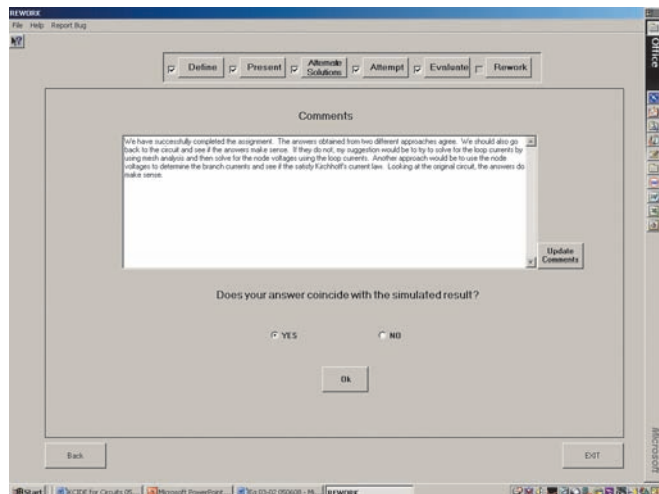 REWORK
File Help Report Bug
Define Present Alternate Solutions Attempt Evaluate Rework
Comments
We have successfully completed the assignment. The answers obtained from two different approaches agree. We should also go
back to the circuit and see if the answers make sense. If they do not, my suggestion would be to try to solve for the loop currents by
using mesh analysis and then solve for the node voltages using the loop currents. Another approach would be to use the node
voltages to determine the branch currents and see if the satisfy Kirchhoff's current law. Looking at the original circuit, the answers do
make sense.
Update
Comments
Does your answer coincide with the simulated result?
YES NO
Ok
Back EXIT
Office
Microsoft
Start XCIDE for Circuits 05... Microsoft PowerPoint... REWORK